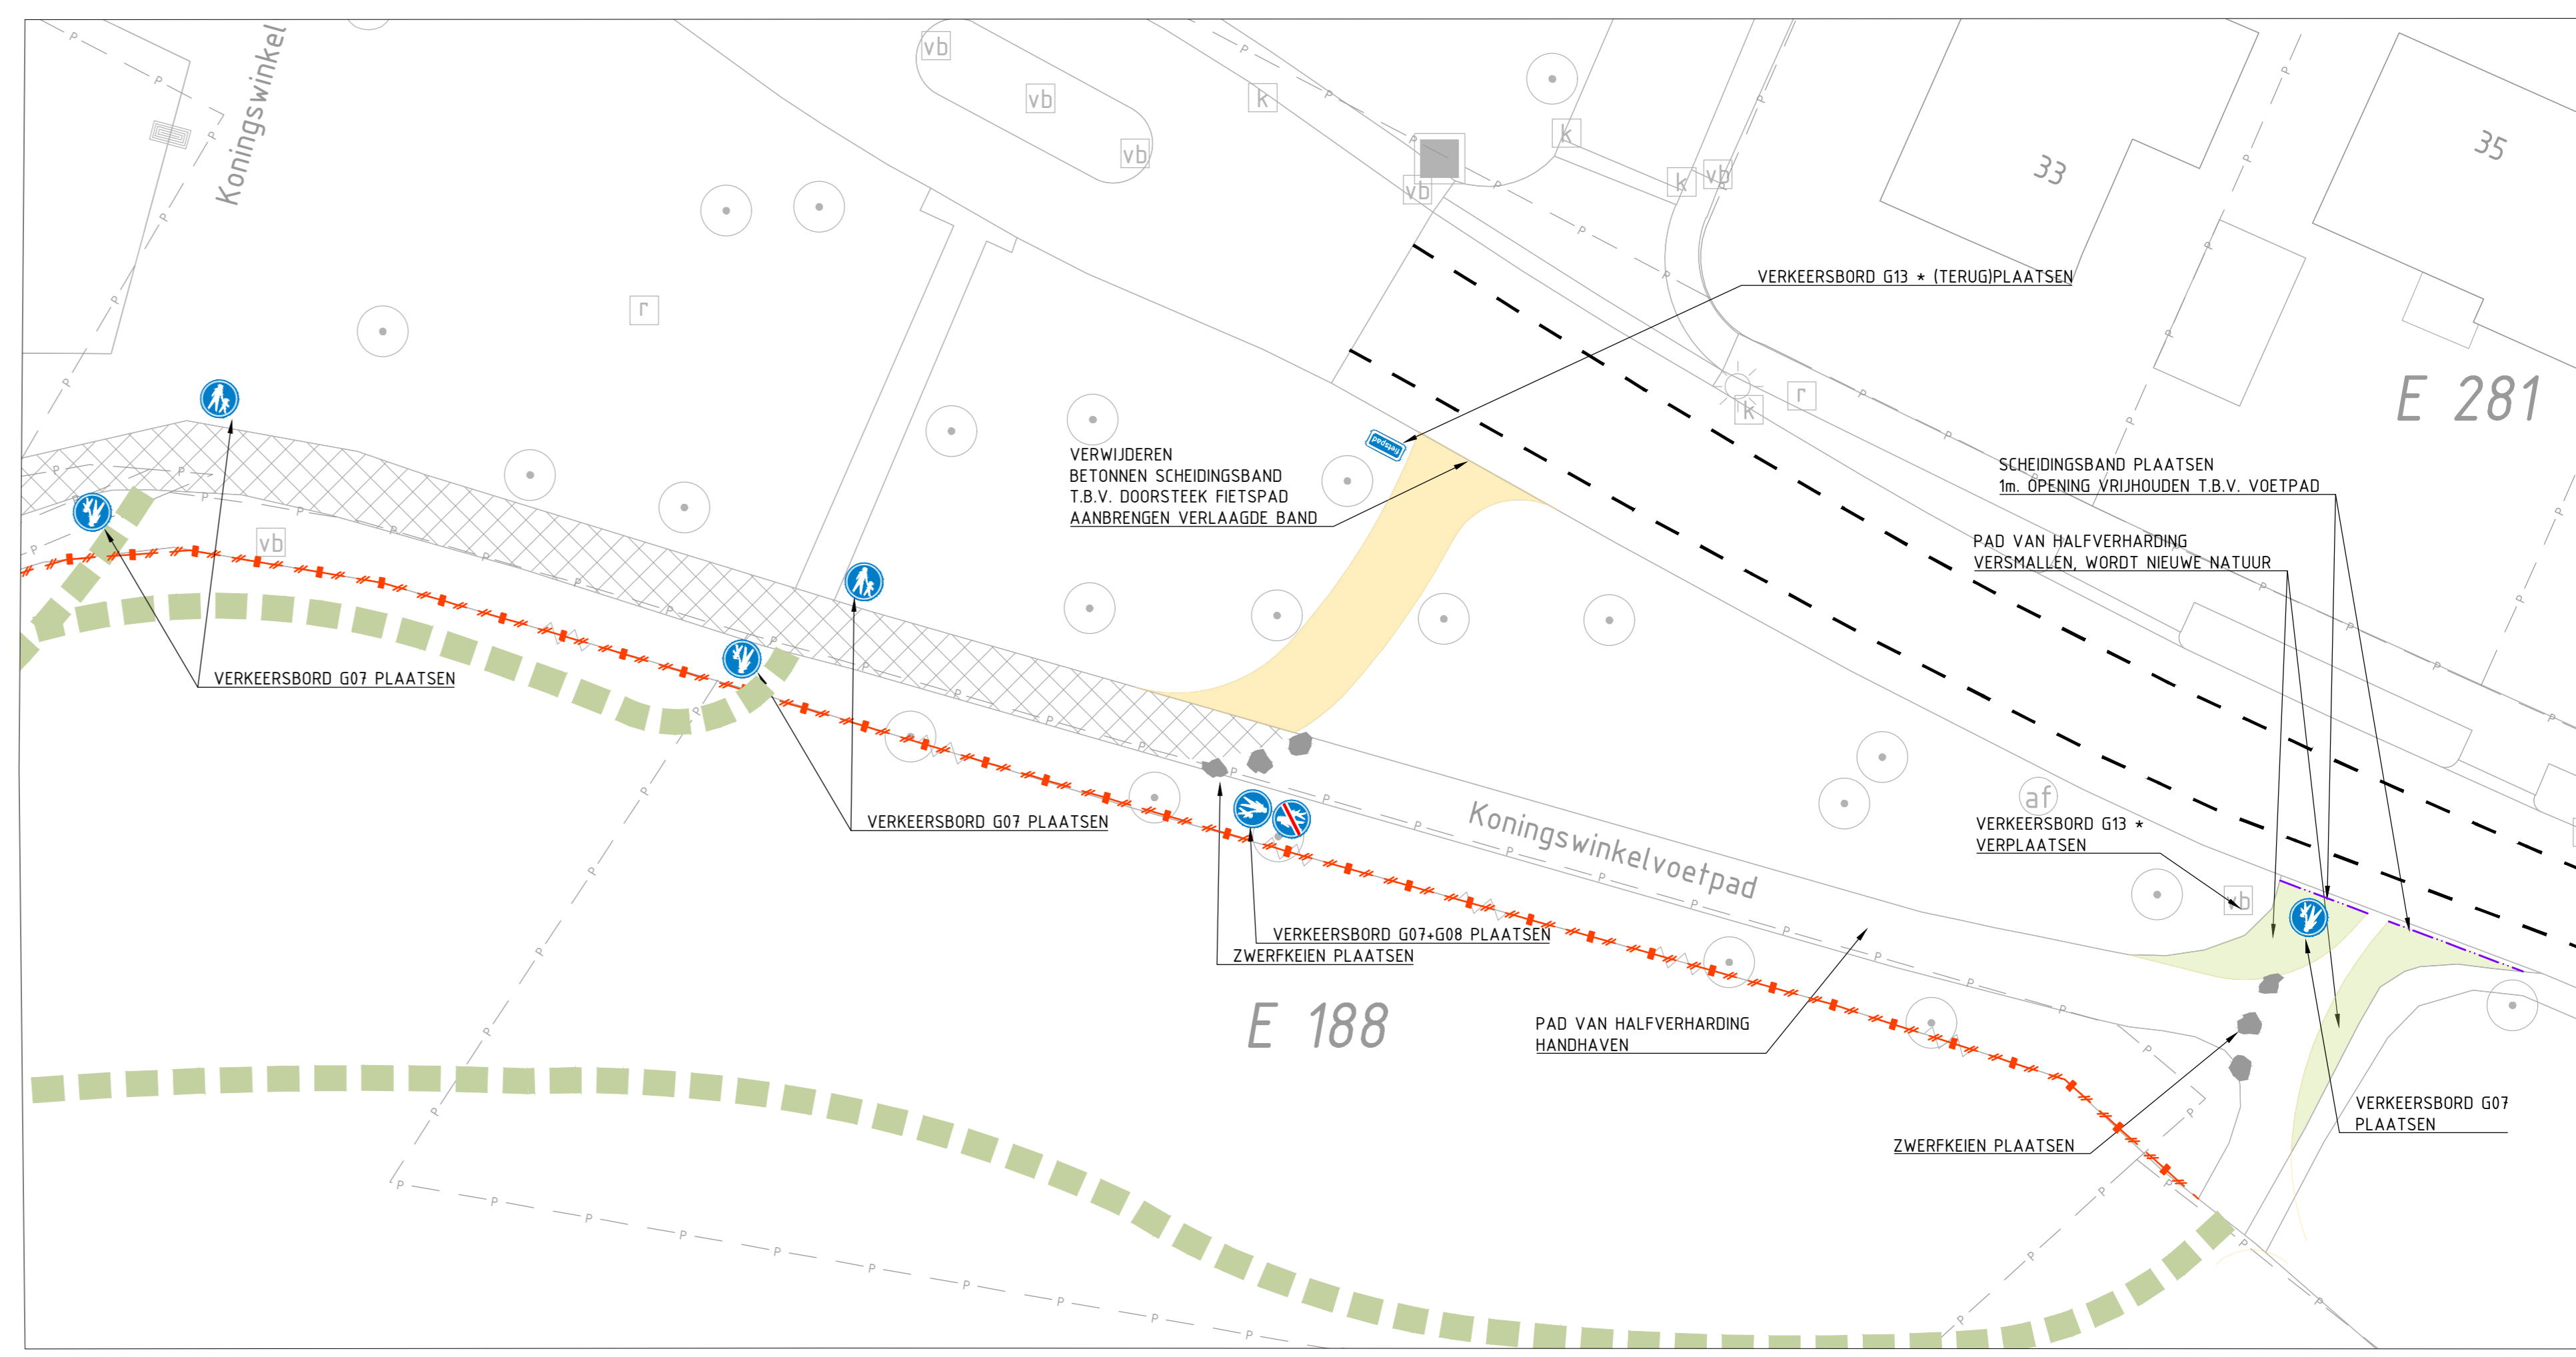 Koningswinkel
vb
vb
vb
k
k
k
vb
vb
33
35
r
VERKEERSBORD G13 * (TERUG)PLAATSEN
r
k
E 281
fietspad
VERWIJDEREN
BETONNEN SCHEIDINGSBAND
T.B.V. DOORSTEEK FIETSPAD
AANBRENGEN VERLAAGDE BAND
SCHEIDINGSBAND PLAATSEN
1m. OPENING VRIJHOUDEN T.B.V. VOETPAD
PAD VAN HALFVERHARDING
VERSMALLEN, WORDT NIEUWE NATUUR
vb
VERKEERSBORD G07 PLAATSEN
VERKEERSBORD G07 PLAATSEN
Koningswinkelvoetpad
af
VERKEERSBORD G13 *
VERPLAATSEN
vb
VERKEERSBORD G07+G08 PLAATSEN
ZWERFKEIEN PLAATSEN
E 188
PAD VAN HALFVERHARDING
HANDHAVEN
VERKEERSBORD G07
PLAATSEN
ZWERFKEIEN PLAATSEN